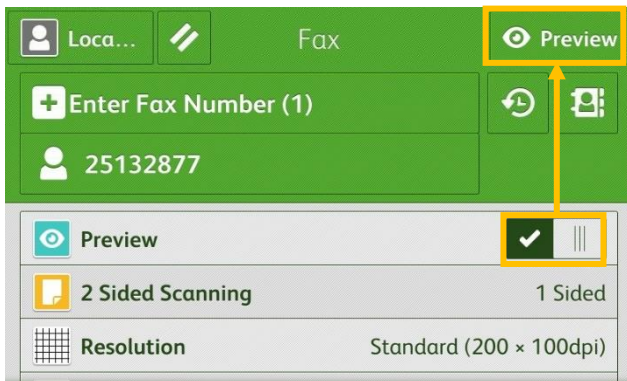 Loca... Fax Preview
Enter Fax Number (1)
25132877
Preview
2 Sided Scanning 1 Sided
Resolution Standard (200 × 100dpi)